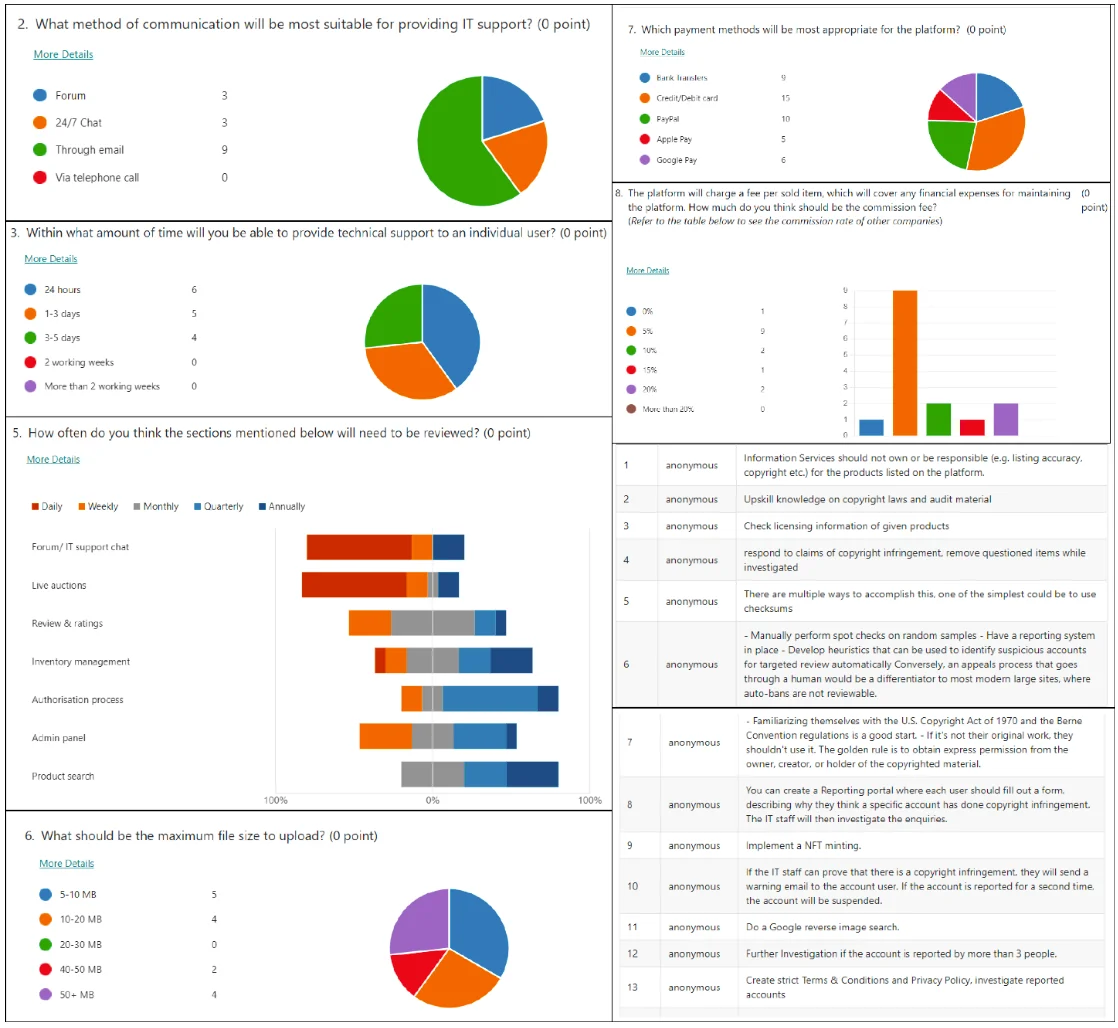 2. What method of communication will be most suitable for providing IT support? (0 point)
More Details
Forum 3
24/7 Chat 3
Through email 9
Via telephone call 0
3. Within what amount of time will you be able to provide technical support to an individual user? (0 point)
More Details
24 hours 6
1-3 days 5
3-5 days 4
2 working weeks 0
More than 2 working weeks 0
5. How often do you think the sections mentioned below will need to be reviewed? (0 point)
More Details
Daily Weekly Monthly Quarterly Annually
Forum/ IT support chat
Live auctions
Review & ratings
Inventory management
Authorisation process
Admin panel
Product search
100% 0% 100%
6. What should be the maximum file size to upload? (0 point)
More Details
5-10 MB 5
10-20 MB 4
20-30 MB 0
40-50 MB 2
50+ MB 4
7. Which payment methods will be most appropriate for the platform? (0 point)
More Details
Bank Transfers 9
Credit/Debit card 15
PayPal 10
Apple Pay 5
Google Pay 6
8. The platform will charge a fee per sold item, which will cover any financial expenses for maintaining (0
the platform. How much do you think should be the commission fee? point)
(Refer to the table below to see the commission rate of other companies)
More Details
0% 1
5% 9
10% 2
15% 1
20% 2
More than 20% 0
9
8
7
6
5
4
3
2
1
0
1 anonymous Information Services should not own or be responsible (e.g. listing accuracy,
copyright etc.) for the products listed on the platform.
2 anonymous Upskill knowledge on copyright laws and audit material
3 anonymous Check licensing information of given products
4 anonymous respond to claims of copyright infringement, remove questioned items while
investigated
5 anonymous There are multiple ways to accomplish this, one of the simplest could be to use
checksums
6 anonymous - Manually perform spot checks on random samples - Have a reporting system
in place - Develop heuristics that can be used to identify suspicious accounts
for targeted review automatically Conversely, an appeals process that goes
through a human would be a differentiator to most modern large sites, where
auto-bans are not reviewable.
7 anonymous - Familiarizing themselves with the U.S. Copyright Act of 1970 and the Berne
Convention regulations is a good start. - If it's not their original work, they
shouldn't use it. The golden rule is to obtain express permission from the
owner, creator, or holder of the copyrighted material.
8 anonymous You can create a Reporting portal where each user should fill out a form,
describing why they think a specific account has done copyright infringement.
The IT staff will then investigate the enquiries.
9 anonymous Implement a NFT minting.
10 anonymous If the IT staff can prove that there is a copyright infringement, they will send a
warning email to the account user. If the account is reported for a second time,
the account will be suspended.
11 anonymous Do a Google reverse image search.
12 anonymous Further Investigation if the account is reported by more than 3 people.
13 anonymous Create strict Terms & Conditions and Privacy Policy, investigate reported
accounts